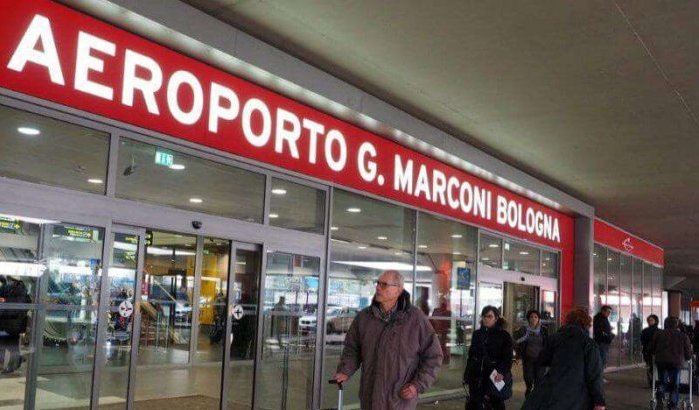 AEROPORTO G. MARCONI BOLOGNA